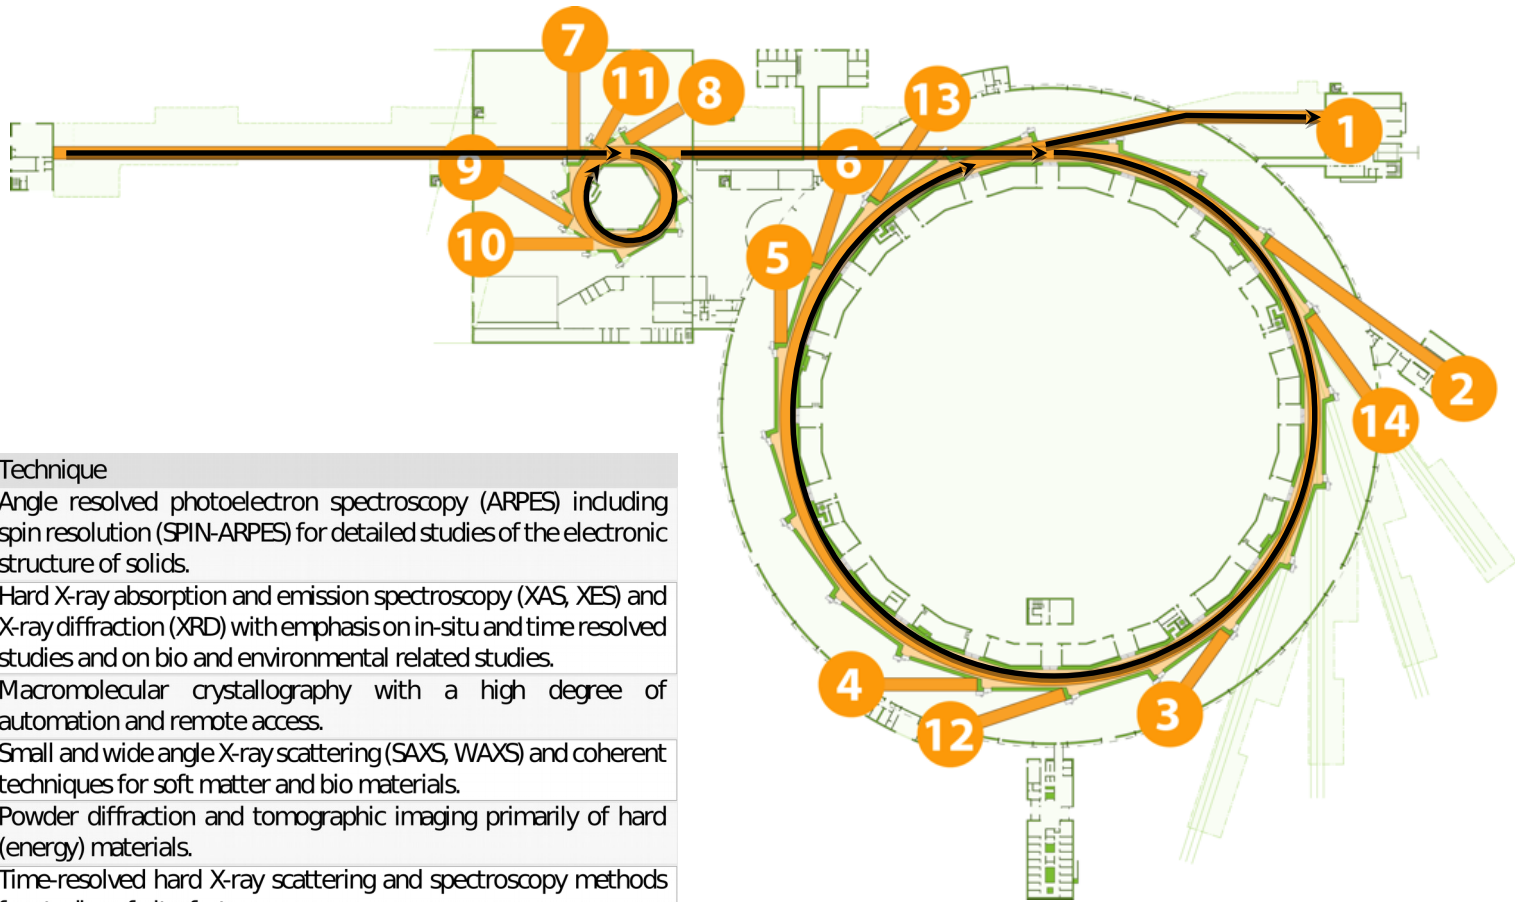 7
11
8
13
1
6
9
10
5
2
14
4
12
3
Technique
Angle resolved photoelectron spectroscopy (ARPES) including
spin resolution (SPIN-ARPES) for detailed studies of the electronic
structure of solids.
Hard X-ray absorption and emission spectroscopy (XAS, XES) and
X-ray diffraction (XRD) with emphasis on in-situ and time resolved
studies and on bio and environmental related studies.
Macromolecular crystallography with a high degree of
automation and remote access.
Small and wide angle X-ray scattering (SAXS, WAXS) and coherent
techniques for soft matter and bio materials.
Powder diffraction and tomographic imaging primarily of hard
(energy) materials.
Time-resolved hard X-ray scattering and spectroscopy methods